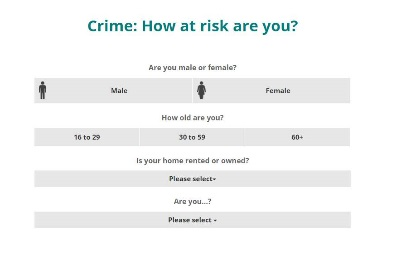 Crime: How at risk are you?
Are you male or female?
Male Female
How old are you?
16 to 29 30 to 59 60+
Is your home rented or owned?
Please select
Are you...?
Please select